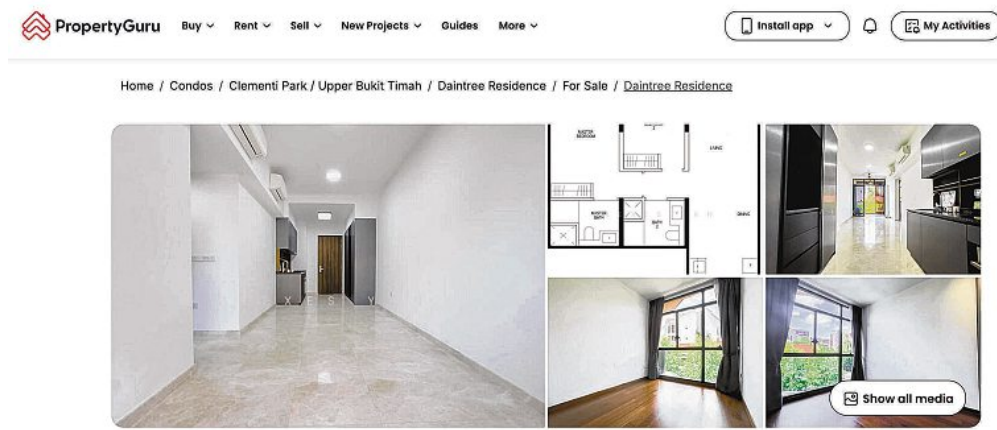 PropertyGuru Buy Rent Sell New Projects Guides More Install app My Activities
Home / Condos / Clementi Park / Upper Bukit Timah / Daintree Residence / For Sale / Daintree Residence
MASTER
BEDROOM
LIVING
MASTER
BATH
BATH
2
DINING
Show all media